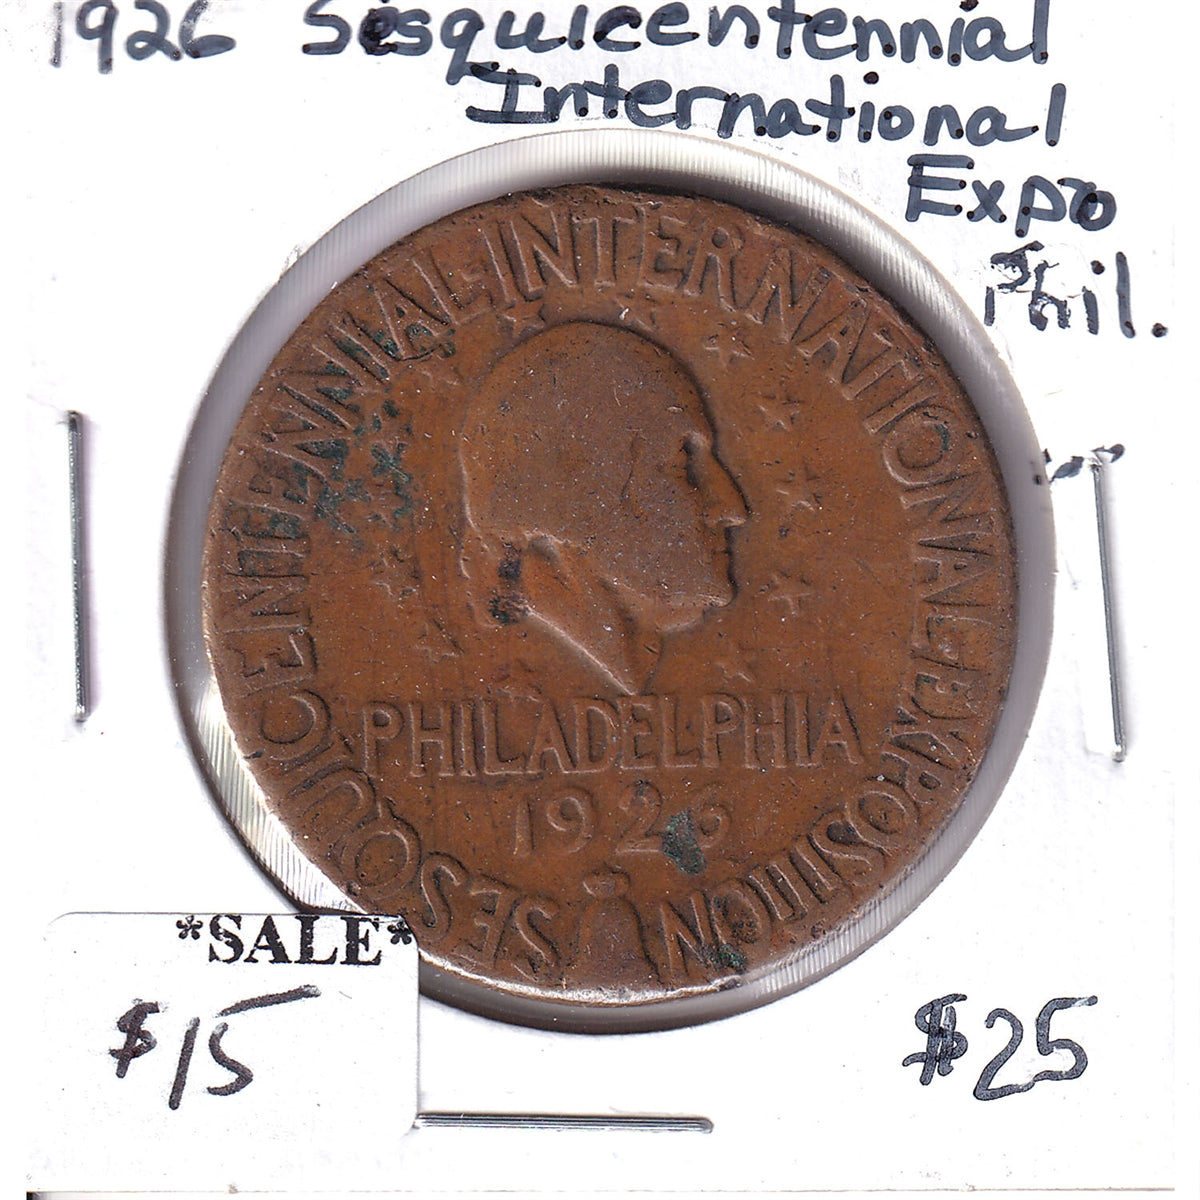 1926 Sesquicentennial
International
Expo
Phil.
SESQUICENTENNIAL·INTERNATIONAL·EXPOSITION
PHILADELPHIA
1926
*SALE*
$15
$25